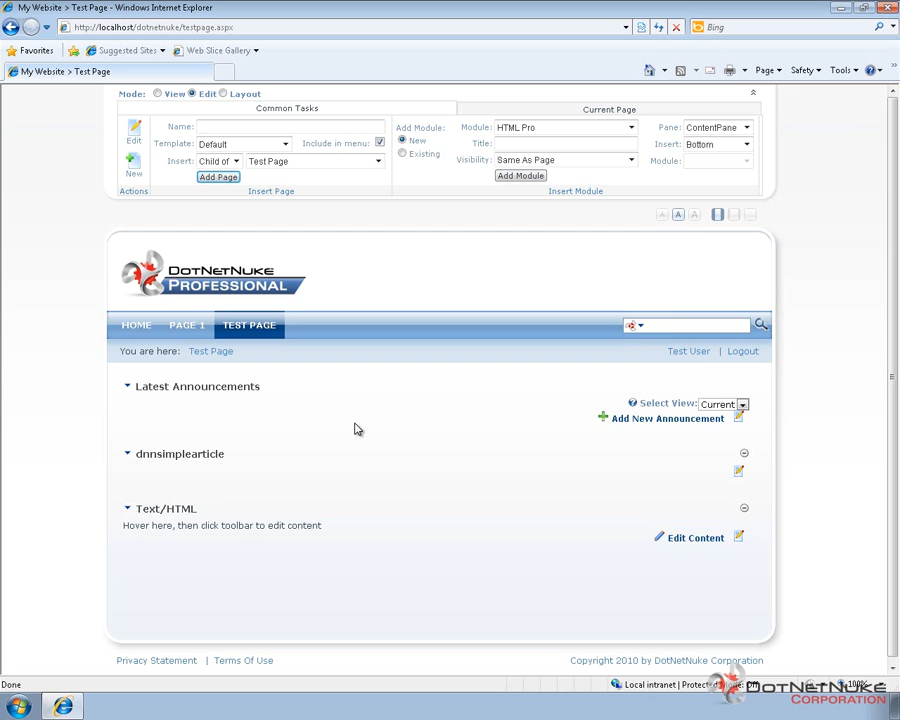 My Website > Test Page - Windows Internet Explorer
http://localhost/dotnetnuke/testpage.aspx
Bing
Favorites
Suggested Sites
Web Slice Gallery
My Website > Test Page
Page
Safety
Tools
Mode: View Edit Layout
Common Tasks
Current Page
Edit
New
Actions
Name:
Template: Default
Include in menu:
Insert: Child of Test Page
Add Page
Insert Page
Add Module:
New
Existing
Module: HTML Pro
Title:
Visibility: Same As Page
Add Module
Pane: ContentPane
Insert: Bottom
Module:
Insert Module
A A A
DOTNETNUKE
PROFESSIONAL
HOME PAGE 1 TEST PAGE
You are here: Test Page
Test User | Logout
Latest Announcements
Select View: Current
Add New Announcement
dnnsimplearticle
Text/HTML
Hover here, then click toolbar to edit content
Edit Content
Privacy Statement | Terms Of Use
Copyright 2010 by DotNetNuke Corporation
Done
Local intranet | Protected Mode: Off
100%
DOTNETNUKE
CORPORATION